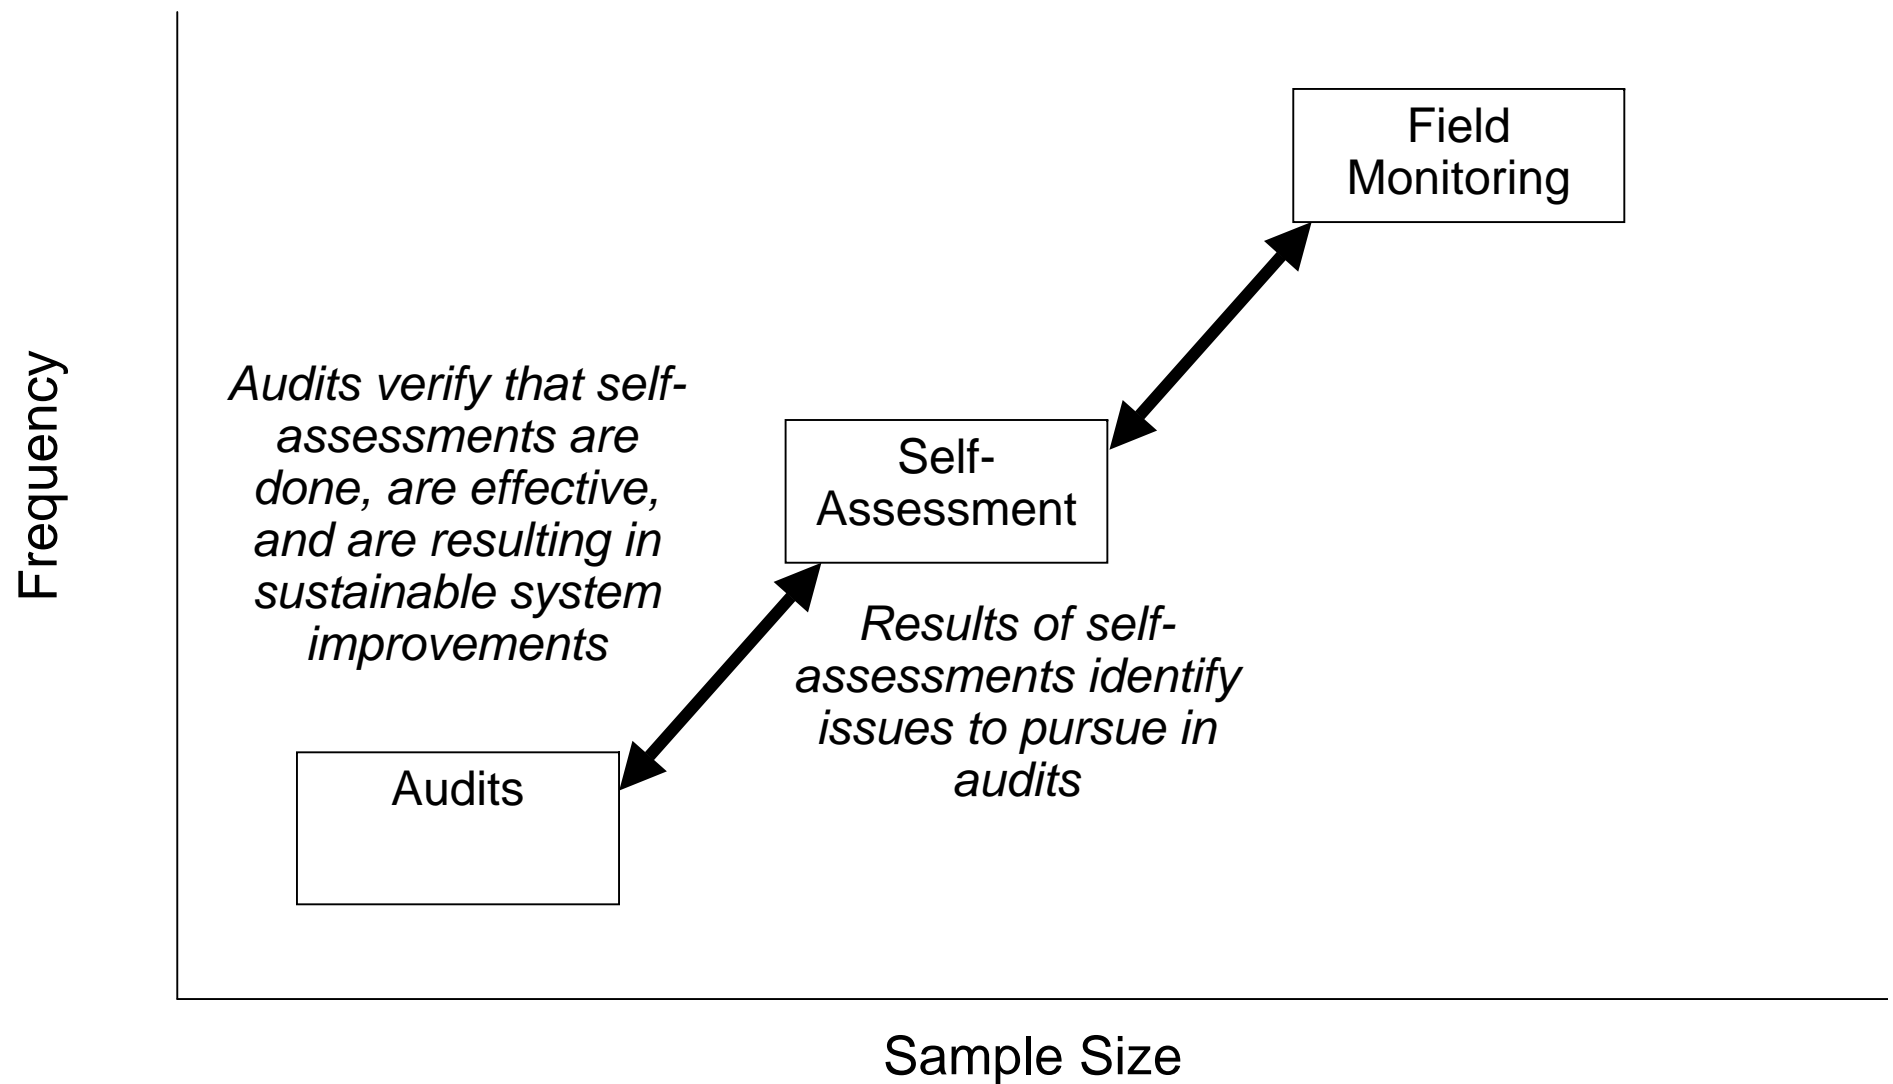 Field
Monitoring
Frequency
Audits verify that self-
assessments are
done, are effective,
and are resulting in
sustainable system
improvements
Self-
Assessment
Results of self-
assessments identify
issues to pursue in
audits
Audits
Sample Size